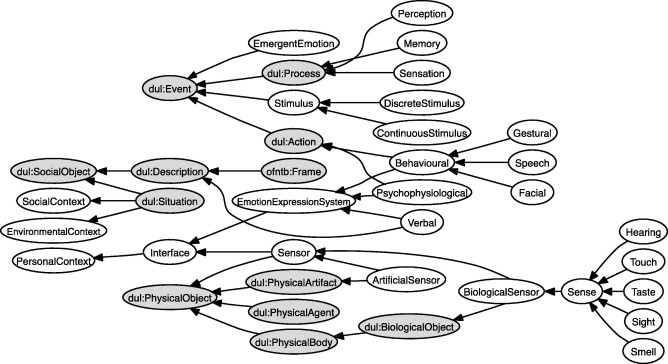 Perception
EmergentEmotion
Memory
dul:Process
Sensation
dul:Event
Stimulus
DiscreteStimulus
ContinuousStimulus
Gestural
dul:Action
Behavioural
Speech
dul:SocialObject
dul:Description
ofntb:Frame
Psychophysiological
Facial
SocialContext
dul:Situation
EmotionExpressionSystem
Verbal
EnvironmentalContext
Hearing
PersonalContext
Interface
Sensor
Touch
dul:PhysicalArtifact
ArtificialSensor
BiologicalSensor
Sense
Taste
dul:PhysicalObject
dul:PhysicalAgent
Sight
dul:BiologicalObject
dul:PhysicalBody
Smell